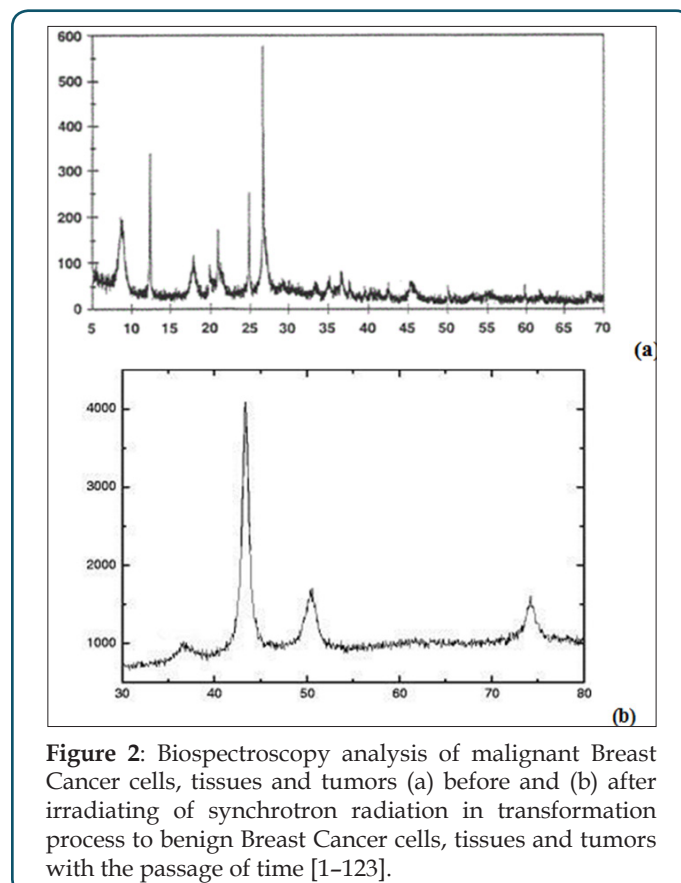 600
500
400
300
200
100
0
5 10 15 20 25 30 35 40 45 50 55 60 65 70
(a)
4000
3000
2000
1000
30 40 50 60 70 80
(b)
Figure 2: Biospectroscopy analysis of malignant Breast
Cancer cells, tissues and tumors (a) before and (b) after
irradiating of synchrotron radiation in transformation
process to benign Breast Cancer cells, tissues and tumors
with the passage of time [1–123].